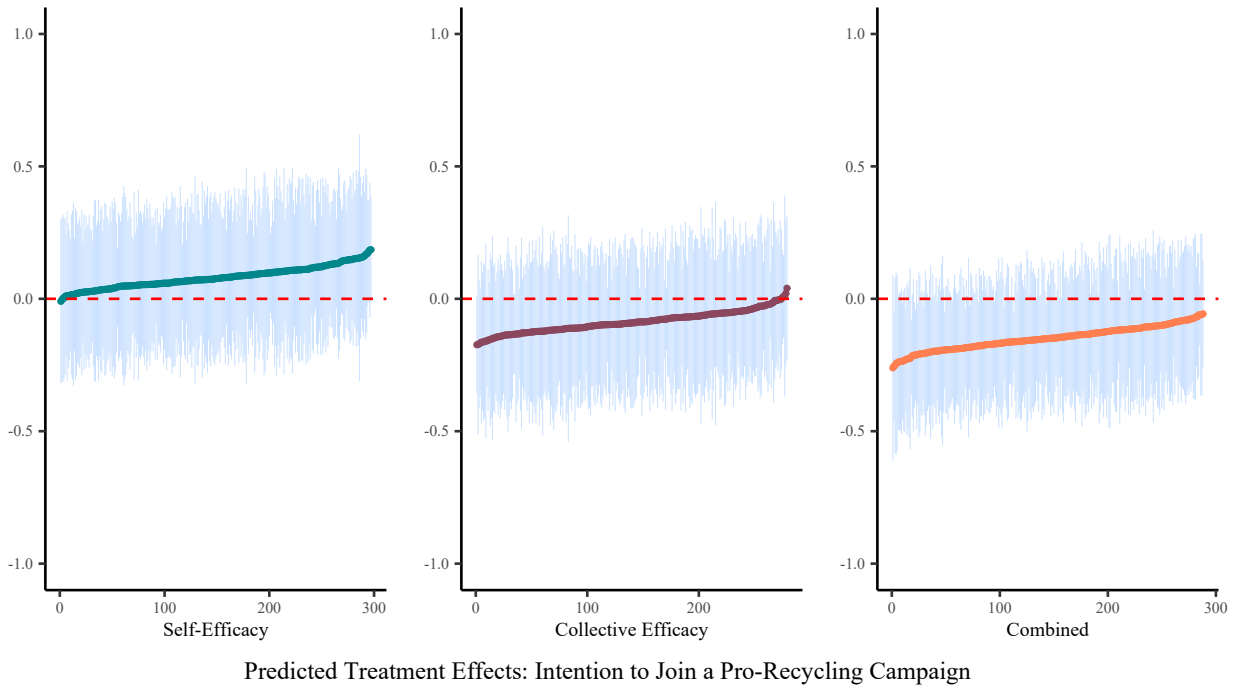 1.0
0.5
0.0
-0.5
-1.0
0 100 200 300
Self-Efficacy
1.0
0.5
0.0
-0.5
-1.0
0 100 200
Collective Efficacy
1.0
0.5
0.0
-0.5
-1.0
0 100 200 300
Combined
Predicted Treatment Effects: Intention to Join a Pro-Recycling Campaign